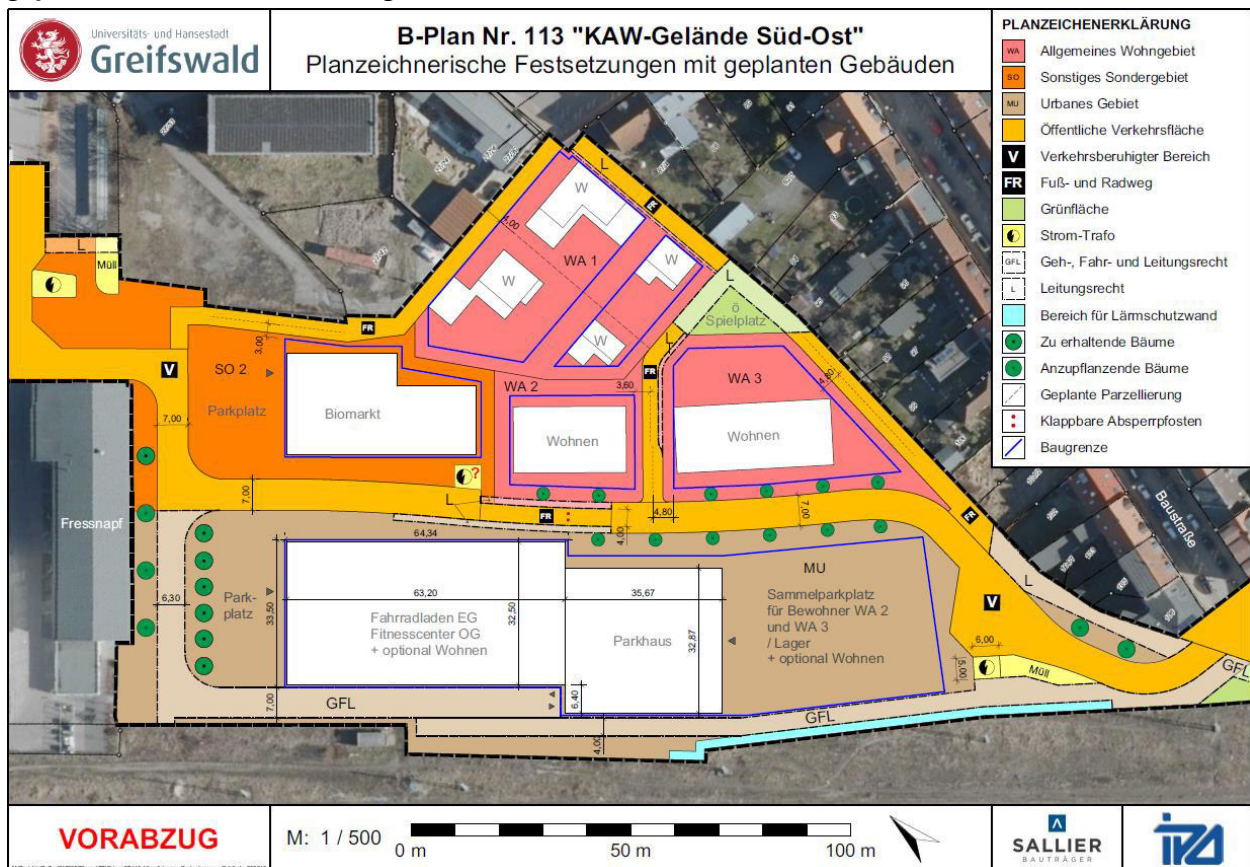 Universitäts- und Hansestadt
Greifswald
B-Plan Nr. 113 "KAW-Gelände Süd-Ost"
Planzeichnerische Festsetzungen mit geplanten Gebäuden
PLANZEICHENERKLÄRUNG
WA Allgemeines Wohngebiet
SO Sonstiges Sondergebiet
MU Urbanes Gebiet
Öffentliche Verkehrsfläche
V Verkehrsberuhigter Bereich
FR Fuß- und Radweg
Grünfläche
Strom-Trafo
GFL Geh-, Fahr- und Leitungsrecht
L Leitungsrecht
Bereich für Lärmschutzwand
Zu erhaltende Bäume
Anzupflanzende Bäume
Geplante Parzellierung
Klappbare Absperrpfosten
Baugrenze
L
FR
W
4,00
WA 1
W
W
W
L
Müll
L
ö
Spielplatz
FR
3,00
SO 2
V
Parkplatz
Biomarkt
7,00
WA 2
3,60
L
FR
WA 3
4,80
Wohnen
Wohnen
?
7,00
L
FR
4,00
4,80
7,00
FR
Baustraße
Fressnapf
64,34
MU
L
6,30
Park-
platz
33,50
63,20
32,50
35,67
Fahrradladen EG
Fitnesscenter OG
+ optional Wohnen
Parkhaus
32,87
Sammelparkplatz
für Bewohner WA 2
und WA 3
/ Lager
+ optional Wohnen
V
6,00
5,00
Müll
GFL
7,00
GFL
6,40
GFL
4,00
VORABZUG
M: 1 / 500
0 m
50 m
100 m
SALLIER
BAUTRÄGER